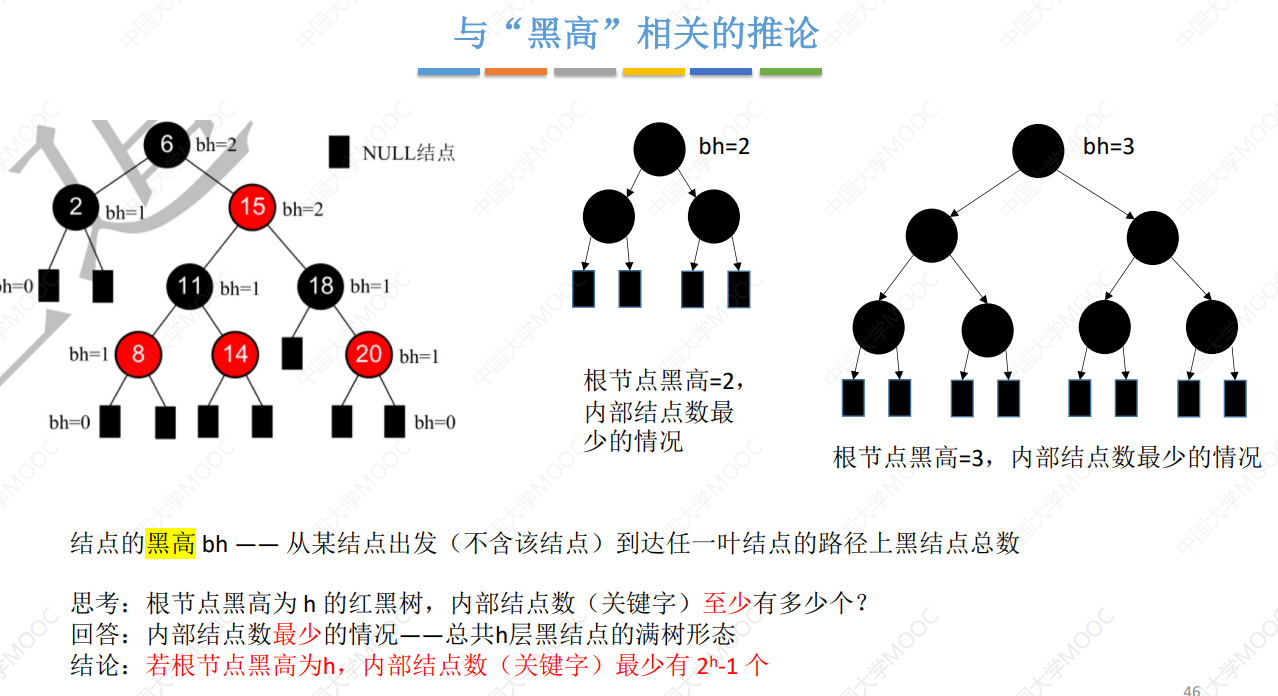 与“黑高”相关的推论
6 bh=2
NULL结点
2 bh=1
15 bh=2
bh=0
11 bh=1
18 bh=1
bh=1 8
14
20 bh=1
bh=0
bh=0
bh=2
根节点黑高=2，
内部结点数最
少的情况
bh=3
根节点黑高=3，内部结点数最少的情况
结点的黑高 bh —— 从某结点出发（不含该结点）到达任一叶结点的路径上黑结点总数
思考：根节点黑高为 h 的红黑树，内部结点数（关键字）至少有多少个？
回答：内部结点数最少的情况——总共h层黑结点的满树形态
结论：若根节点黑高为h，内部结点数（关键字）最少有 2ʰ-1 个
46
中国大学MOOC